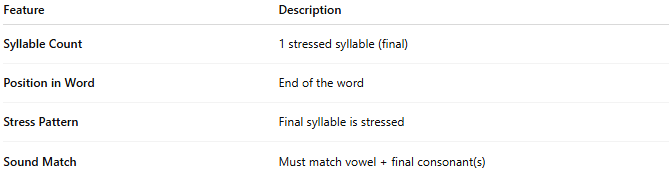 Feature Description
Syllable Count 1 stressed syllable (final)
Position in Word End of the word
Stress Pattern Final syllable is stressed
Sound Match Must match vowel + final consonant(s)